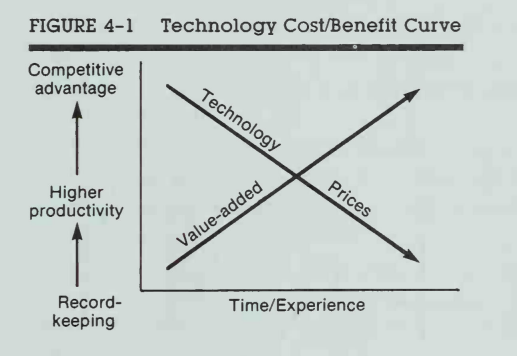 FIGURE 4-1 Technology Cost/Benefit Curve
Competitive
advantage
Higher
productivity
Record-
keeping
Technology
Prices
Value-added
Time/Experience